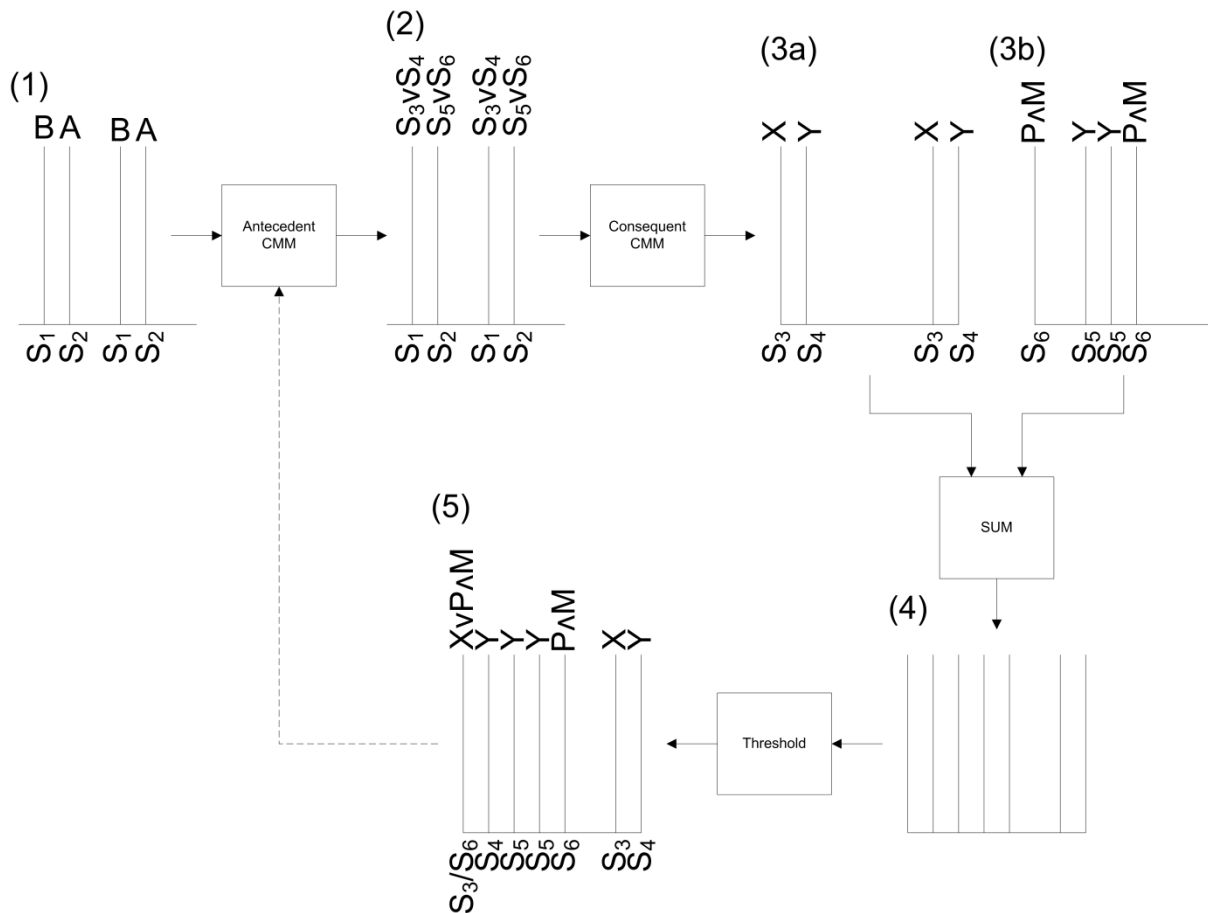 (1)
B A B A
S₁ S₂ S₁ S₂
Antecedent
CMM
(2)
S₃vS₄ S₅vS₆ S₃vS₄ S₅vS₆
S₁ S₂ S₁ S₂
Consequent
CMM
(3a)
X Y X Y
S₃ S₄ S₃ S₄
(3b)
P∧M Y Y P∧M
S₆ S₅ S₅ S₆
SUM
(4)
Threshold
(5)
XvP∧M Y Y Y P∧M X Y
S₃/S₆ S₄ S₅ S₅ S₆ S₃ S₄